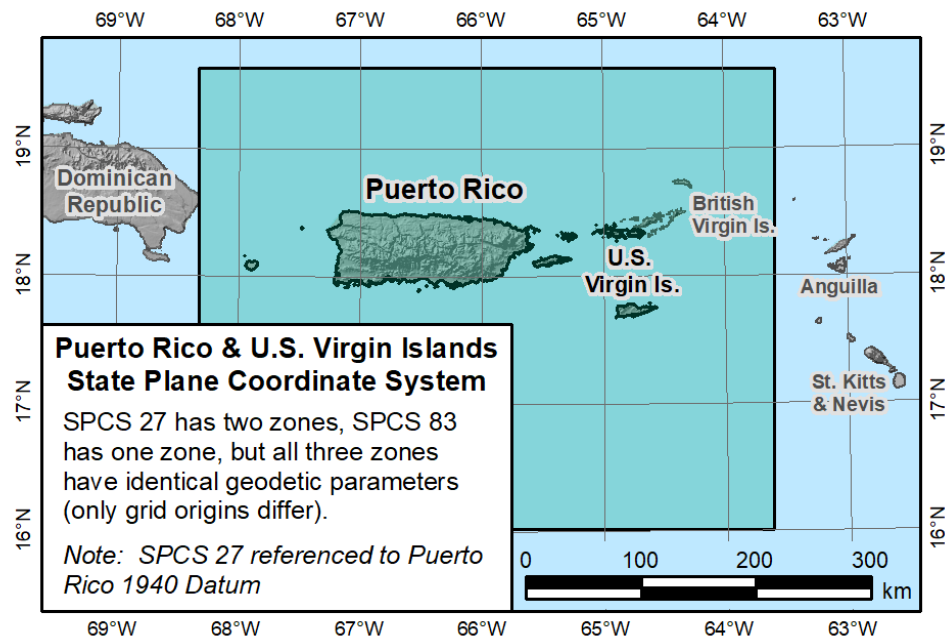 69°W 68°W 67°W 66°W 65°W 64°W 63°W
19°N 19°N
Dominican
Republic
Puerto Rico
British
Virgin Is.
18°N 18°N
U.S.
Virgin Is.
Anguilla
Puerto Rico & U.S. Virgin Islands
State Plane Coordinate System
SPCS 27 has two zones, SPCS 83
has one zone, but all three zones
have identical geodetic parameters
(only grid origins differ).
Note: SPCS 27 referenced to Puerto
Rico 1940 Datum
St. Kitts
& Nevis
17°N 17°N
16°N 16°N
0 100 200 300
km
69°W 68°W 67°W 66°W 65°W 64°W 63°W